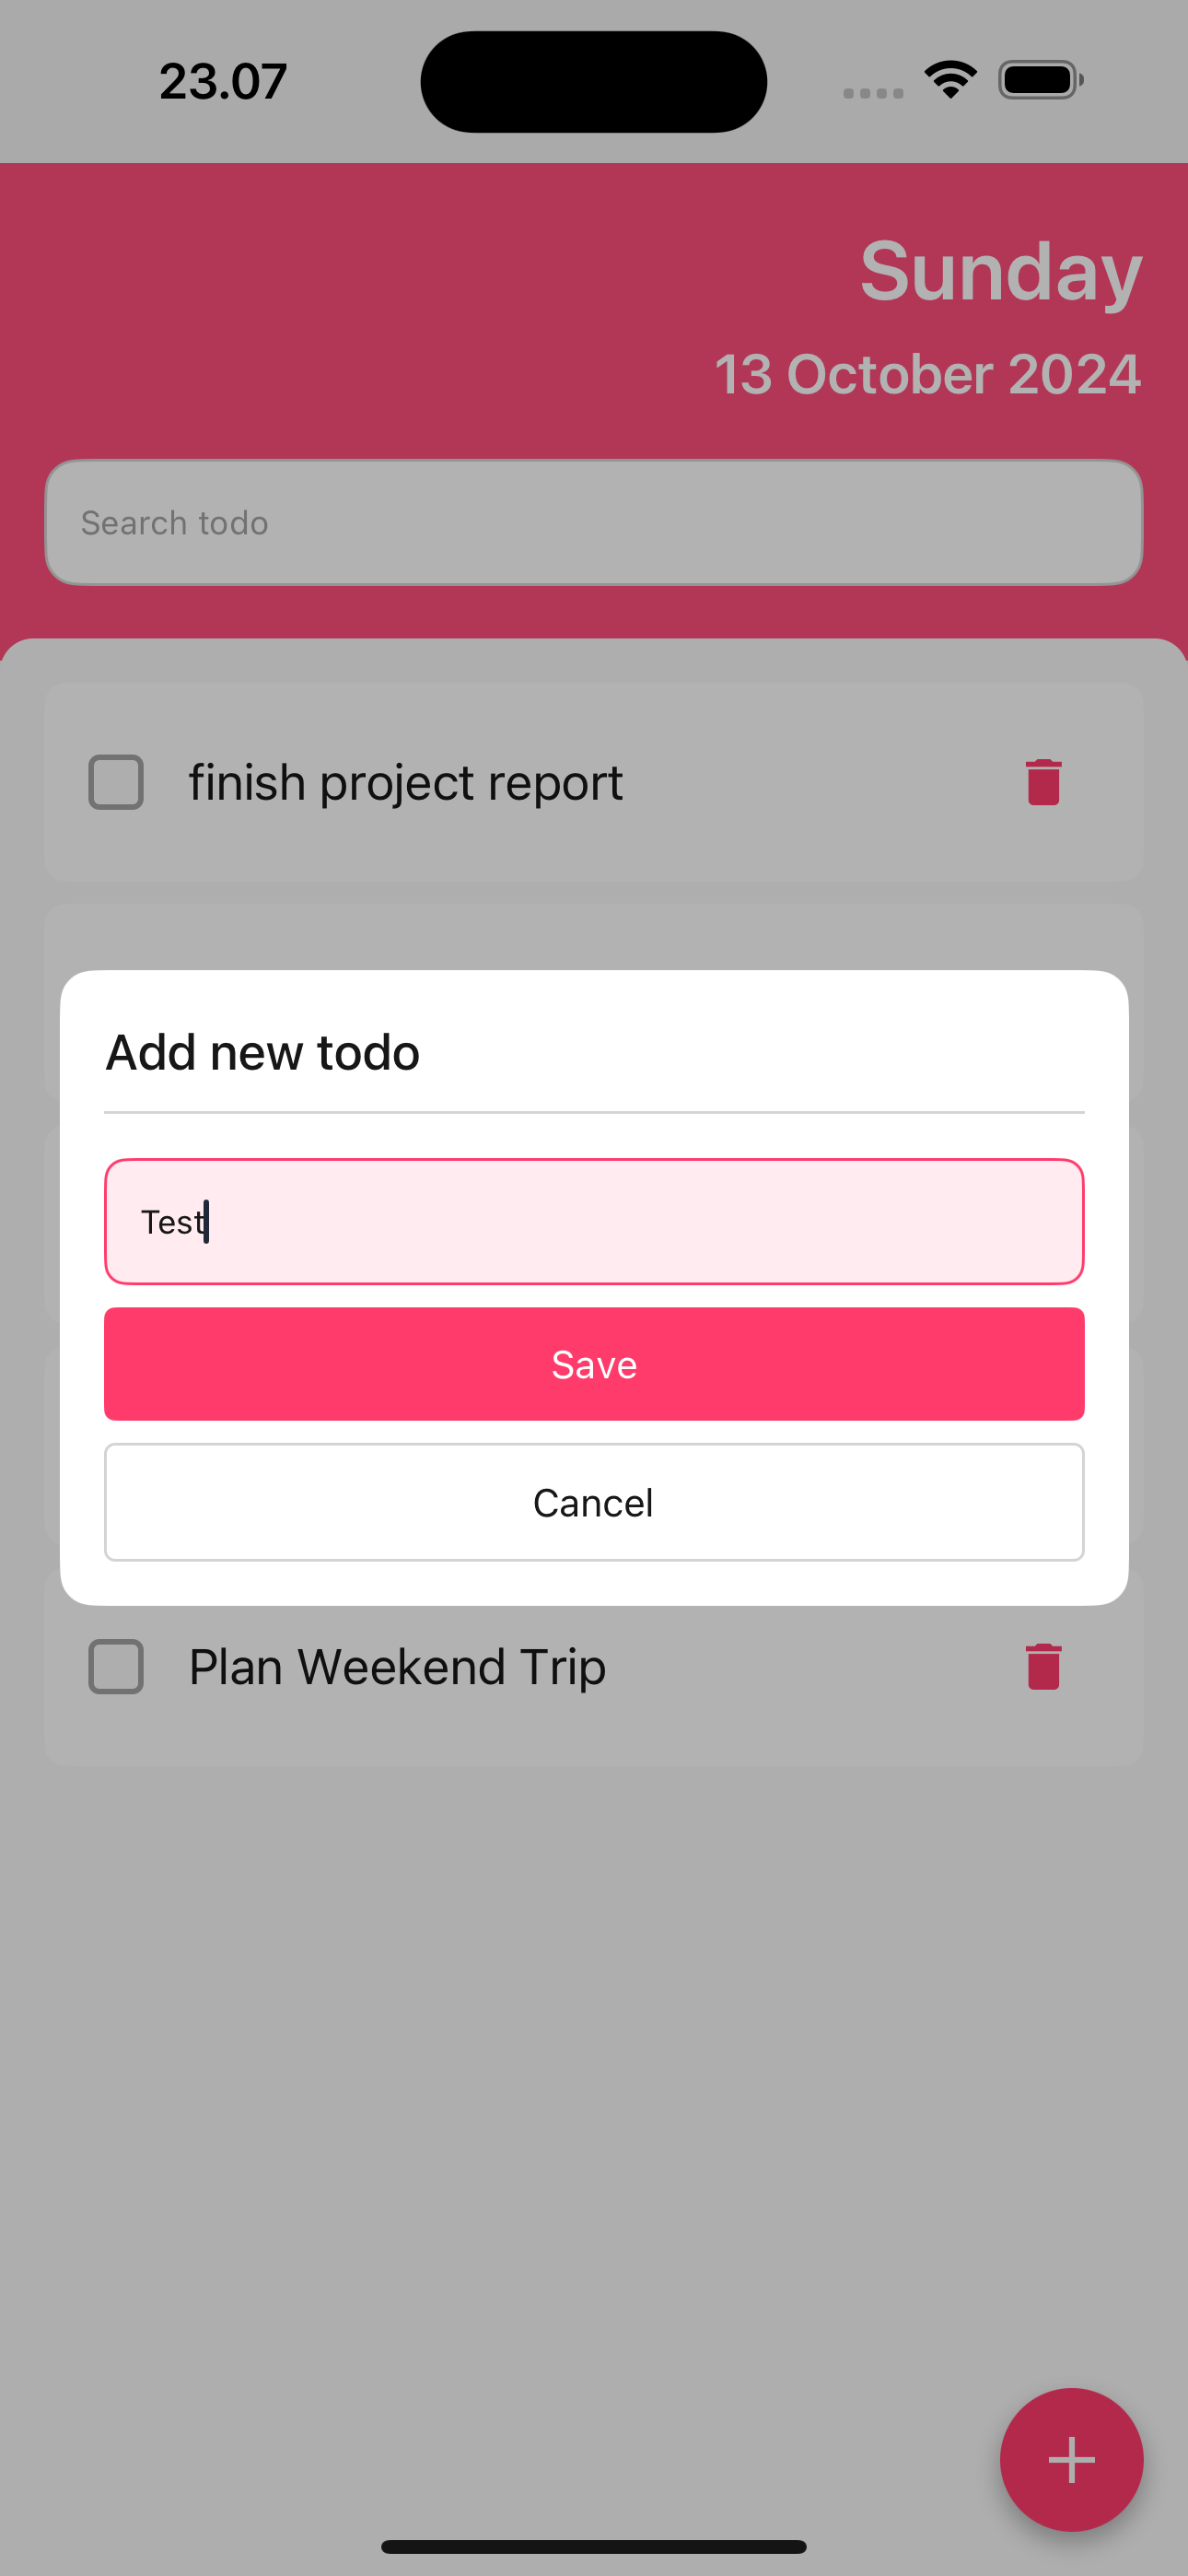 23.07
Sunday
13 October 2024
Search todo
finish project report
Add new todo
Test
Save
Cancel
Plan Weekend Trip